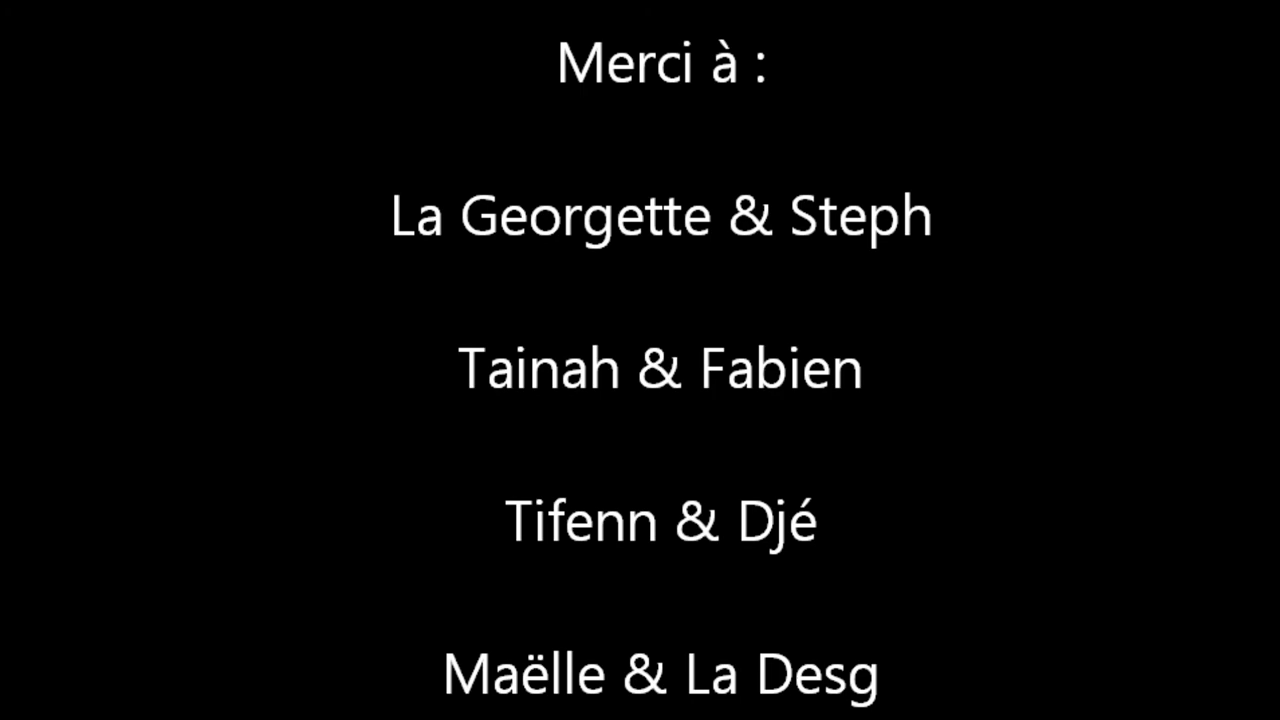 Merci à :
La Georgette & Steph
Tainah & Fabien
Tifenn & Djé
Maëlle & La Desg